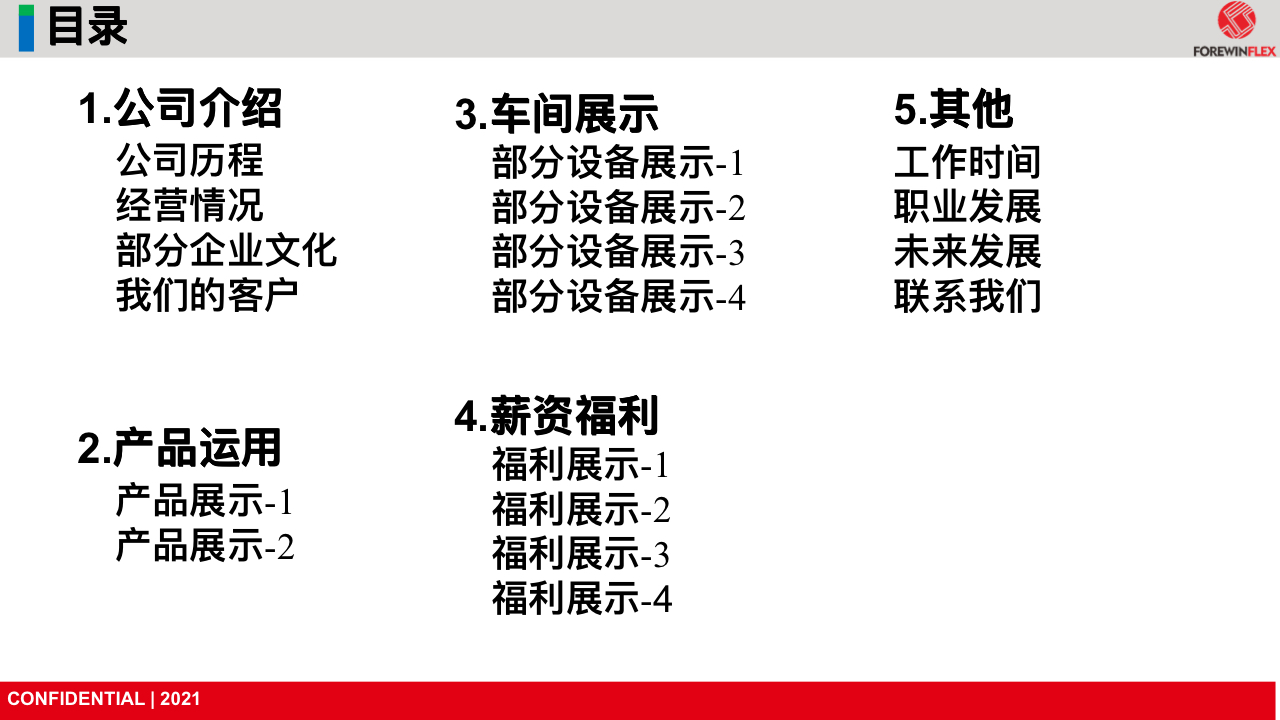 目录
FOREWINFLEX
1.公司介绍
公司历程
经营情况
部分企业文化
我们的客户
2.产品运用
产品展示-1
产品展示-2
3.车间展示
部分设备展示-1
部分设备展示-2
部分设备展示-3
部分设备展示-4
4.薪资福利
福利展示-1
福利展示-2
福利展示-3
福利展示-4
5.其他
工作时间
职业发展
未来发展
联系我们
CONFIDENTIAL | 2021